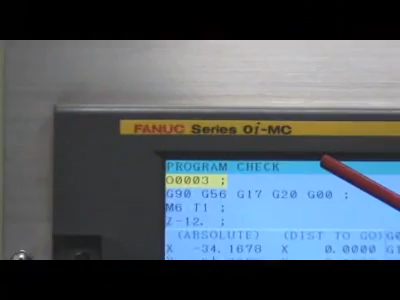 FANUC Series 0i-MC
PROGRAM CHECK
O0003 ;
G90 G56 G17 G20 G00 ;
M6 T1 ;
Z-12. ;
(ABSOLUTE) (DIST TO GO)
X -34.1678 X 0.0000